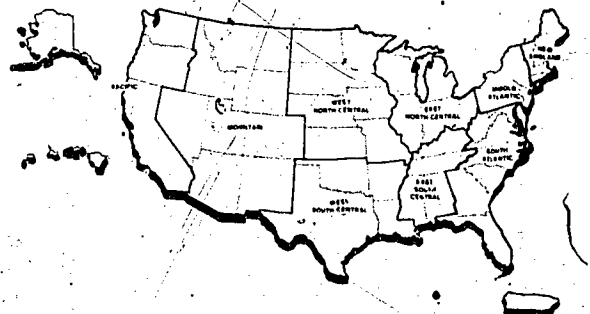 NEW
ENGLAND
MIDDLE
ATLANTIC
PACIFIC
WEST
NORTH CENTRAL
EAST
NORTH CENTRAL
MOUNTAIN
SOUTH
ATLANTIC
EAST
SOUTH
CENTRAL
WEST
SOUTH CENTRAL